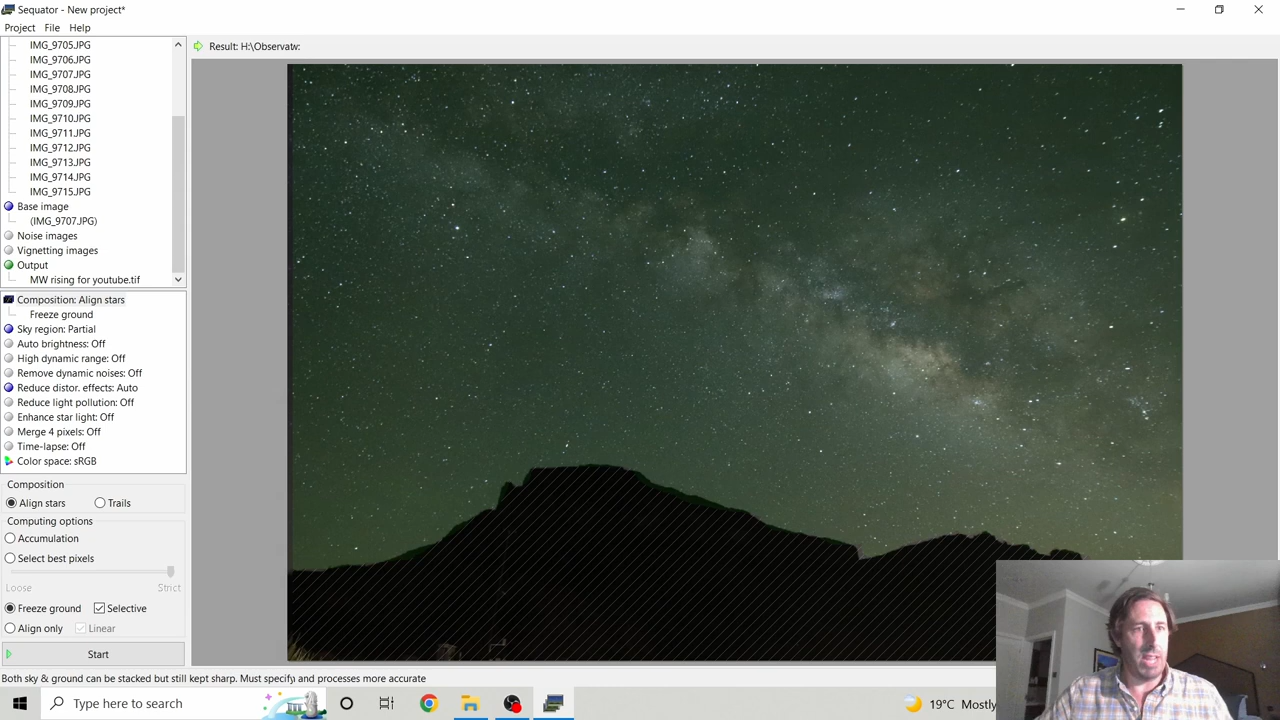 Sequator - New project*
Project File Help
IMG_9705.JPG
IMG_9706.JPG
IMG_9707.JPG
IMG_9708.JPG
IMG_9709.JPG
IMG_9710.JPG
IMG_9711.JPG
IMG_9712.JPG
IMG_9713.JPG
IMG_9714.JPG
IMG_9715.JPG
Base image
(IMG_9707.JPG)
Noise images
Vignetting images
Output
MW rising for youtube.tif
Composition: Align stars
Freeze ground
Sky region: Partial
Auto brightness: Off
High dynamic range: Off
Remove dynamic noises: Off
Reduce distor. effects: Auto
Reduce light pollution: Off
Enhance star light: Off
Merge 4 pixels: Off
Time-lapse: Off
Color space: sRGB
Composition
Align stars Trails
Computing options
Accumulation
Select best pixels
Loose Strict
Freeze ground Selective
Align only Linear
Start
Result: H:\Observaw:
Both sky & ground can be stacked but still kept sharp. Must specify and processes more accurate
Type here to search
19°C Mostly